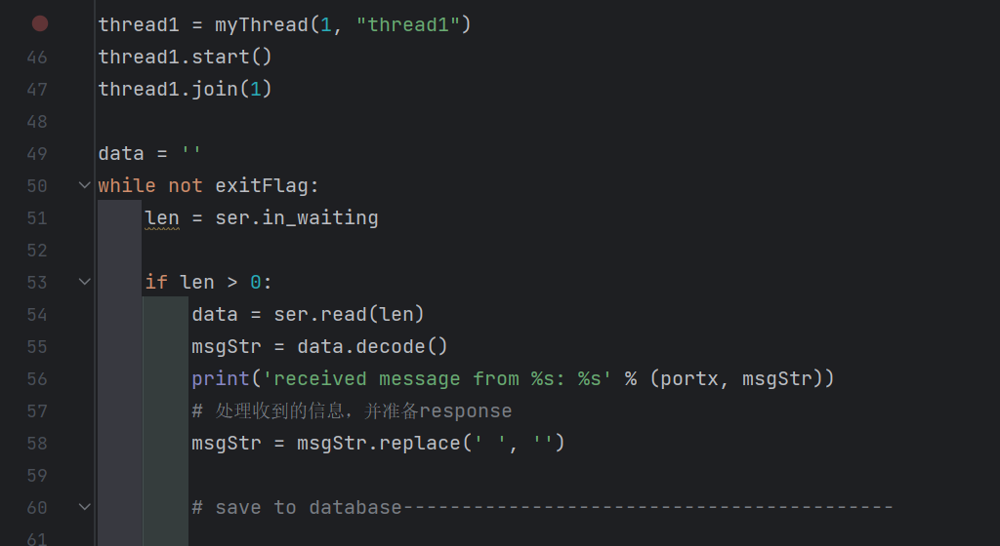 thread1 = myThread(1, "thread1")
46 thread1.start()
47 thread1.join(1)
48
49 data = ''
50 while not exitFlag:
51 len = ser.in_waiting
52
53 if len > 0:
54 data = ser.read(len)
55 msgStr = data.decode()
56 print('received message from %s: %s' % (portx, msgStr))
57 # 处理收到的信息，并准备response
58 msgStr = msgStr.replace(' ', '')
59
60 # save to database------------------------------------------
61